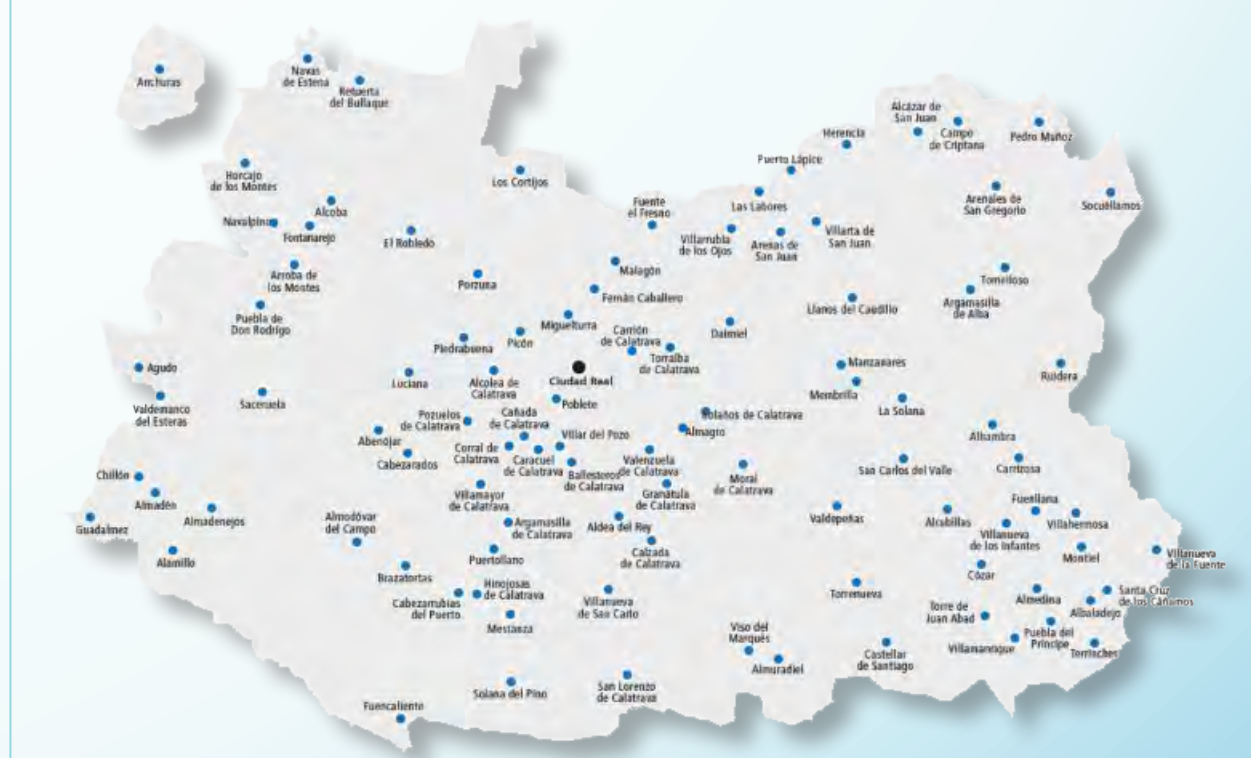 Anchuras
Navas
de Estena
Retuerta
del Bullaque
Alcázar de
San Juan
Campo
de Criptana
Pedro Muñoz
Herencia
Puerto Lápice
Los Cortijos
Horcajo
de los Montes
Las Labores
Arenales de
San Gregorio
Socuéllamos
Alcoba
Navalpino
Fontanarejo
El Robledo
Fuente
el Fresno
Villarrubia
de los Ojos
Arenas de
San Juan
Villarta de
San Juan
Arroba de
los Montes
Porzuna
Malagón
Tomelloso
Fernán Caballero
Argamasilla
de Alba
Llanos del Caudillo
Puebla de
Don Rodrigo
Miguelturra
Daimiel
Piedrabuena
Picón
Carrión
de Calatrava
Torralba
de Calatrava
Agudo
Manzanares
Ruidera
Luciana
Alcolea de
Calatrava
Ciudad Real
Membrilla
Valdemanco
del Esteras
Saceruela
Poblete
La Solana
Pozuelos
de Calatrava
Cañada
de Calatrava
Bolaños de Calatrava
Almagro
Alhambra
Abenójar
Cabezarados
Corral de
Calatrava
Caracuel
de Calatrava
Villar del Pozo
Ballesteros
de Calatrava
Valenzuela
de Calatrava
San Carlos del Valle
Carrizosa
Chillón
Moral
de Calatrava
Almadén
Villamayor
de Calatrava
Granátula
de Calatrava
Guadalmez
Almadenejos
Almodóvar
del Campo
Argamasilla
de Calatrava
Aldea del Rey
Valdepeñas
Alcubillas
Fuenllana
Villahermosa
Villanueva
de los Infantes
Alamillo
Puertollano
Calzada
de Calatrava
Montiel
Villanueva
de la Fuente
Brazatortas
Cózar
Hinojosas
de Calatrava
Cabezarrubias
del Puerto
Villanueva
de San Carlo
Torrenueva
Almedina
Santa Cruz
de los Cáñamos
Albaladejo
Mestanza
Torre de
Juan Abad
Puebla del
Príncipe
Viso del
Marqués
Almuradiel
Castellar
de Santiago
Villamanrique
Terrinches
Solana del Pino
San Lorenzo
de Calatrava
Fuencaliente